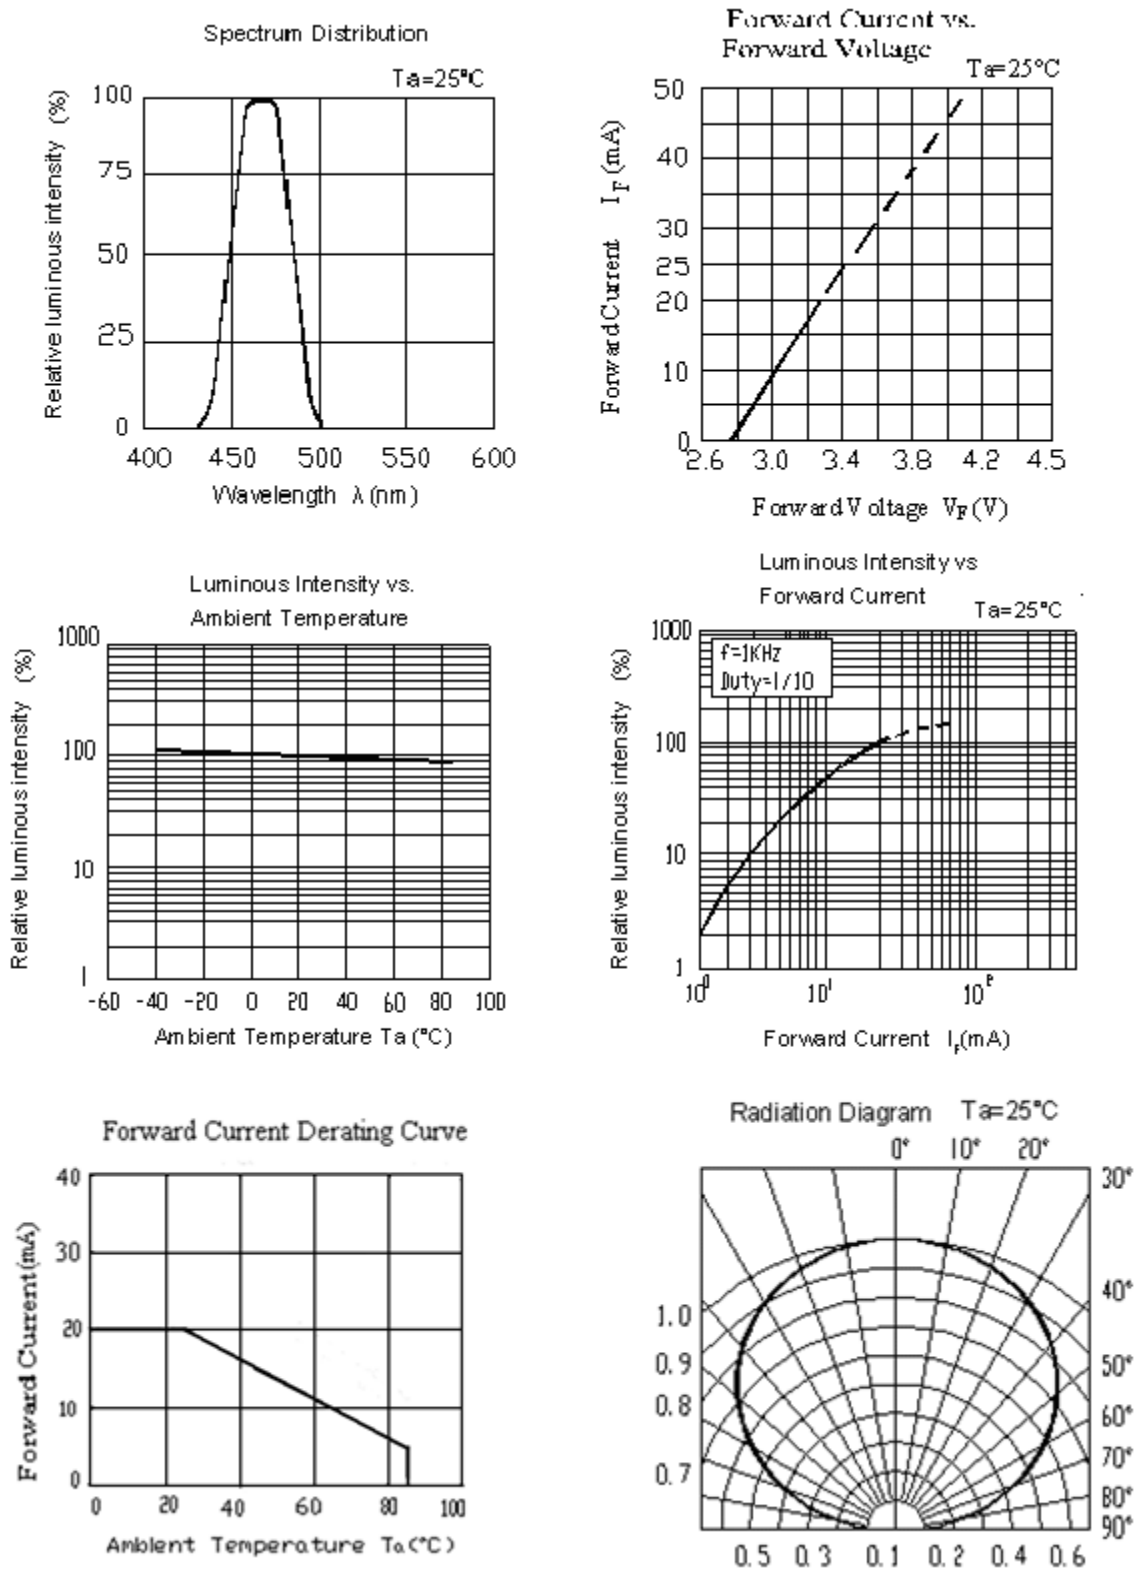 Spectrum Distribution
Ta=25°C
Relative luminous intensity (%)
100
75
50
25
0
400 450 500 550 600
Wavelength λ (nm)
Forward Current vs.
Forward Voltage
Ta=25°C
Forward Current I_F (mA)
50
40
30
25
20
10
0
2.6 3.0 3.4 3.8 4.2 4.5
Forward Voltage V_F (V)
Luminous Intensity vs.
Ambient Temperature
Relative luminous intensity (%)
1000
100
10
1
-60 -40 -20 0 20 40 60 80 100
Ambient Temperature Ta (°C)
Luminous Intensity vs
Forward Current
Ta=25°C
f=1KHz
Duty=1/10
Relative luminous intensity (%)
1000
100
10
1
10⁰ 10¹ 10²
Forward Current I_F(mA)
Forward Current Derating Curve
Forward Current(mA)
40
30
20
10
0
0 20 40 60 80 100
Ambient Temperature Ta(°C)
Radiation Diagram Ta=25°C
0° 10° 20°
30°
40°
50°
60°
70°
80°
90°
1.0
0.9
0.8
0.7
0.5 0.3 0.1 0.2 0.4 0.6